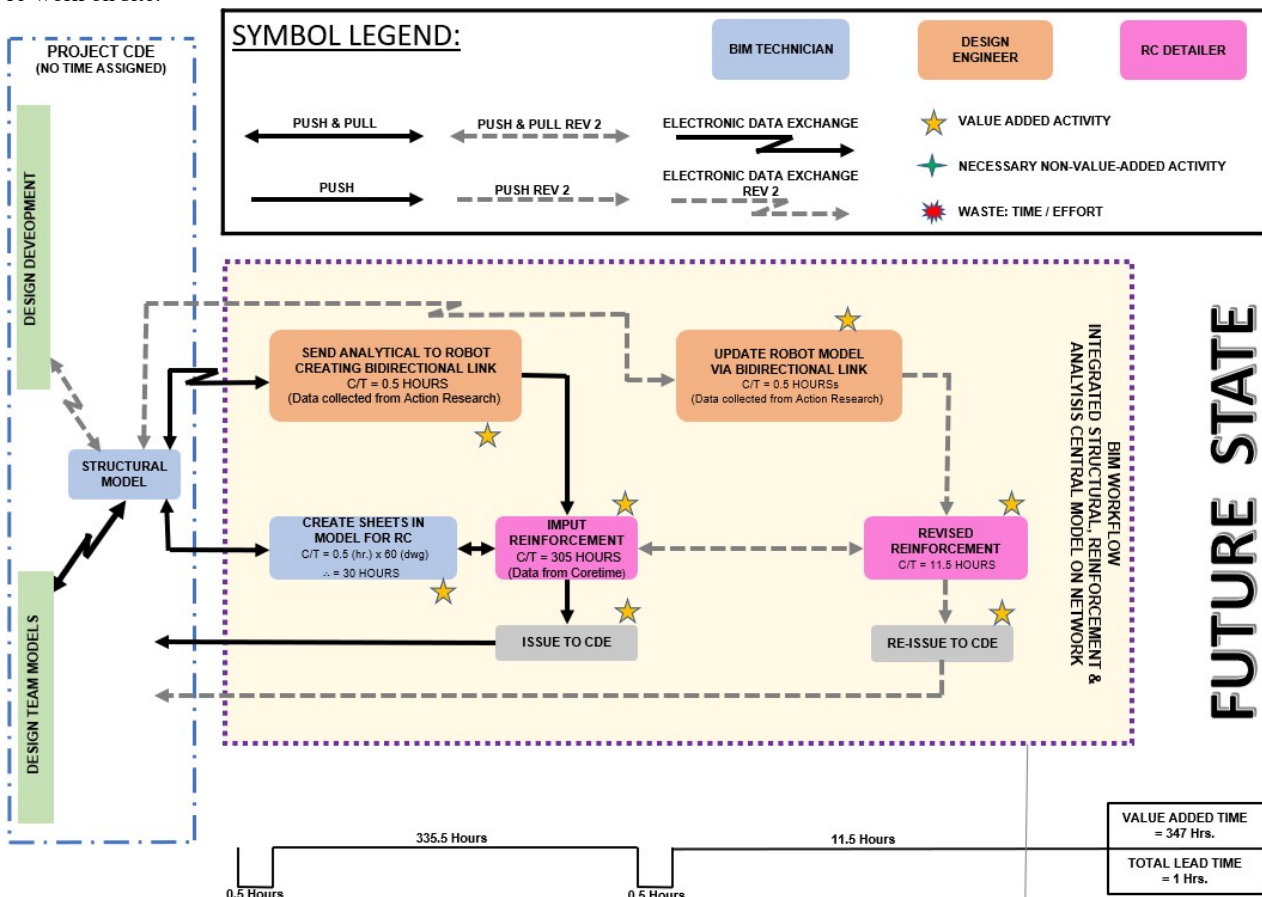 PROJECT CDE
(NO TIME ASSIGNED)
DESIGN DEVEOPMENT
STRUCTURAL
MODEL
DESIGN TEAM MODELS
SYMBOL LEGEND:
BIM TECHNICIAN
DESIGN
ENGINEER
RC DETAILER
PUSH & PULL
PUSH & PULL REV 2
ELECTRONIC DATA EXCHANGE
VALUE ADDED ACTIVITY
NECESSARY NON-VALUE-ADDED ACTIVITY
PUSH
PUSH REV 2
ELECTRONIC DATA EXCHANGE
REV 2
WASTE: TIME / EFFORT
SEND ANALYTICAL TO ROBOT
CREATING BIDIRECTIONAL LINK
C/T = 0.5 HOURS
(Data collected from Action Research)
UPDATE ROBOT MODEL
VIA BIDIRECTIONAL LINK
C/T = 0.5 HOURSs
(Data collected from Action Research)
CREATE SHEETS IN
MODEL FOR RC
C/T = 0.5 (hr.) x 60 (dwg)
∴ = 30 HOURS
IMPUT
REINFORCEMENT
C/T = 305 HOURS
(Data from Coretime)
REVISED
REINFORCEMENT
C/T = 11.5 HOURS
ISSUE TO CDE
RE-ISSUE TO CDE
BIM WORKFLOW
INTEGRATED STRUCTURAL, REINFORCEMENT &
ANALYISIS CENTRAL MODEL ON NETWORK
FUTURE STATE
335.5 Hours
11.5 Hours
0.5 Hours
0.5 Hours
VALUE ADDED TIME
= 347 Hrs.
TOTAL LEAD TIME
= 1 Hrs.